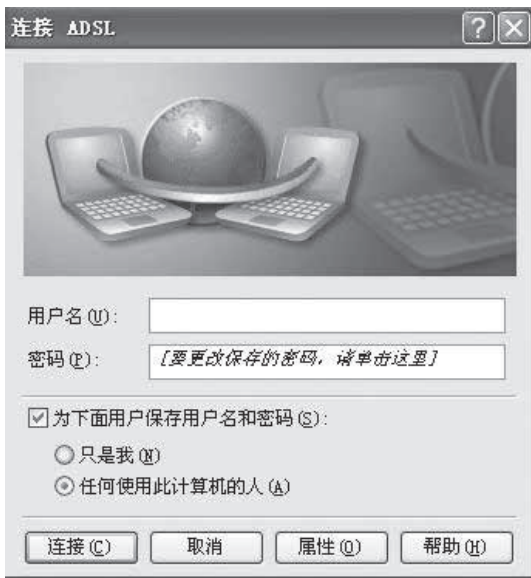 连接 ADSL
用户名(U):
密码(P): [要更改保存的密码，请单击这里]
为下面用户保存用户名和密码(S):
只是我(N)
任何使用此计算机的人(A)
连接(C) 取消 属性(O) 帮助(H)